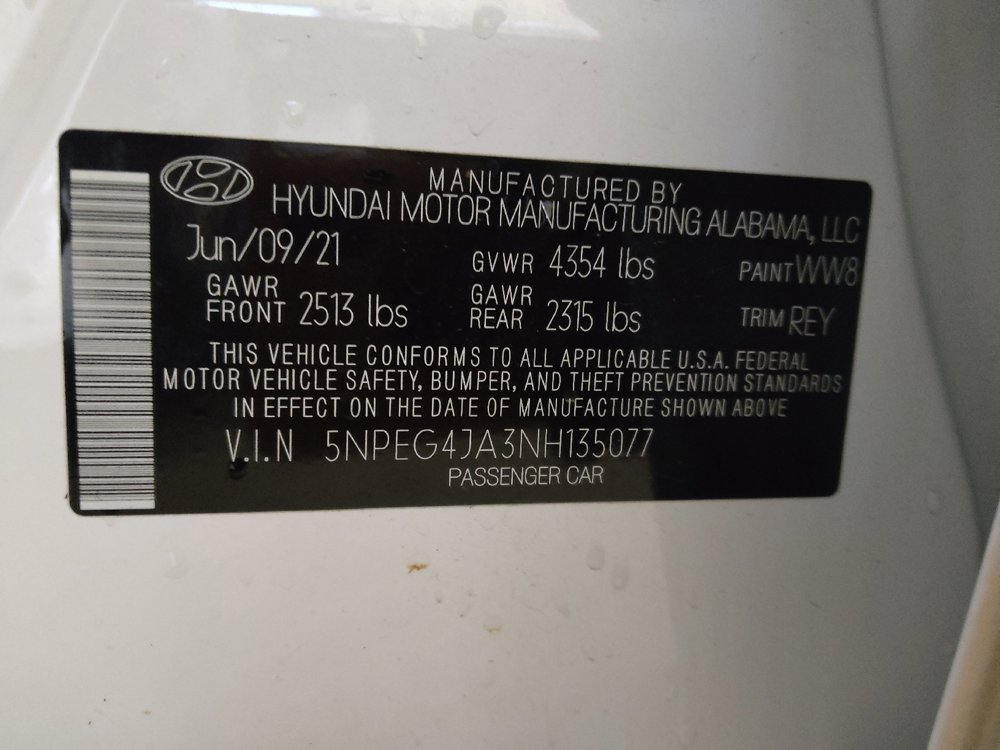 MANUFACTURED BY
HYUNDAI MOTOR MANUFACTURING ALABAMA, LLC
Jun/09/21 GVWR 4354 lbs PAINT WW8
GAWR FRONT 2513 lbs GAWR REAR 2315 lbs TRIM REY
THIS VEHICLE CONFORMS TO ALL APPLICABLE U.S.A. FEDERAL
MOTOR VEHICLE SAFETY, BUMPER, AND THEFT PREVENTION STANDARDS
IN EFFECT ON THE DATE OF MANUFACTURE SHOWN ABOVE
V.I.N 5NPEG4JA3NH135077
PASSENGER CAR